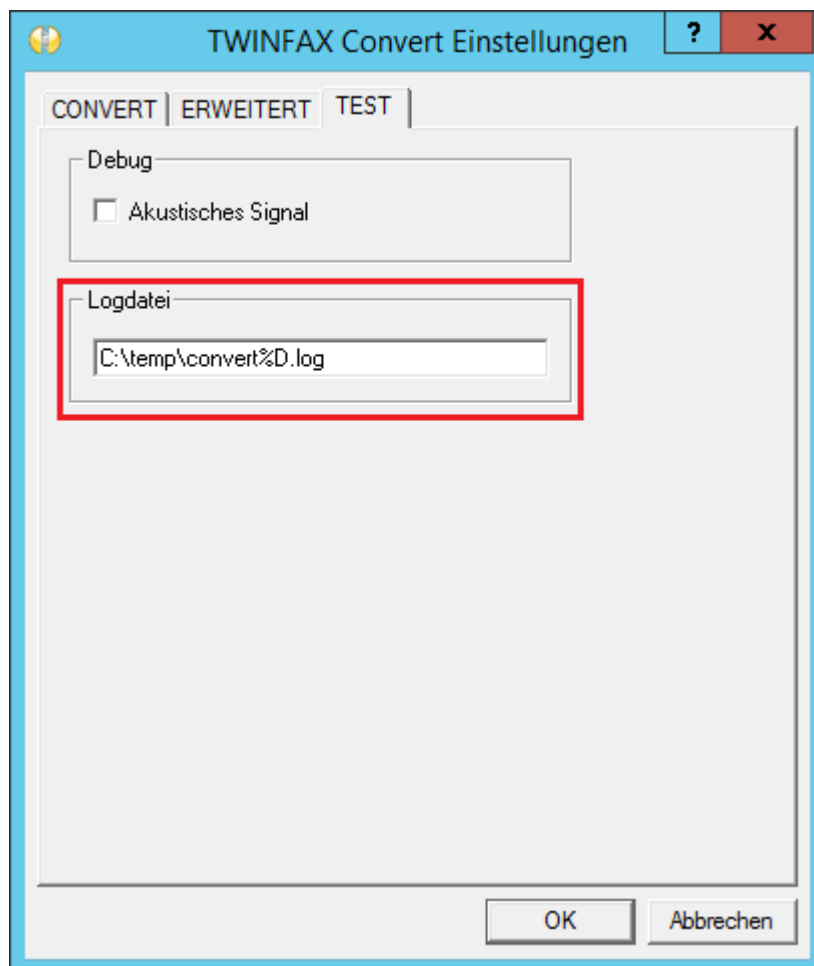 TWINFAX Convert Einstellungen ? x
CONVERT ERWEITERT TEST
Debug
Akustisches Signal
Logdatei
C:\temp\convert%D.log
OK Abbrechen